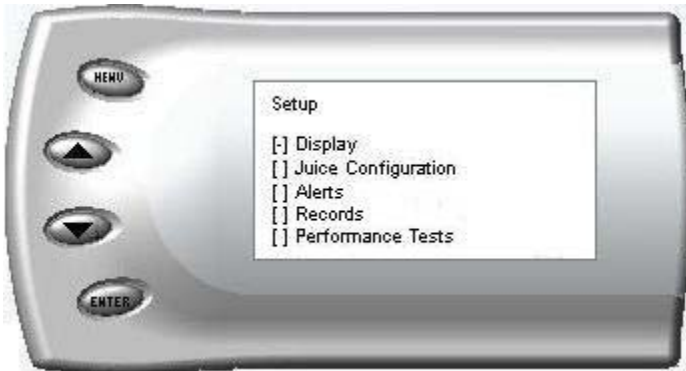 MENU
Setup
[-] Display
[ ] Juice Configuration
[ ] Alerts
[ ] Records
[ ] Performance Tests
ENTER